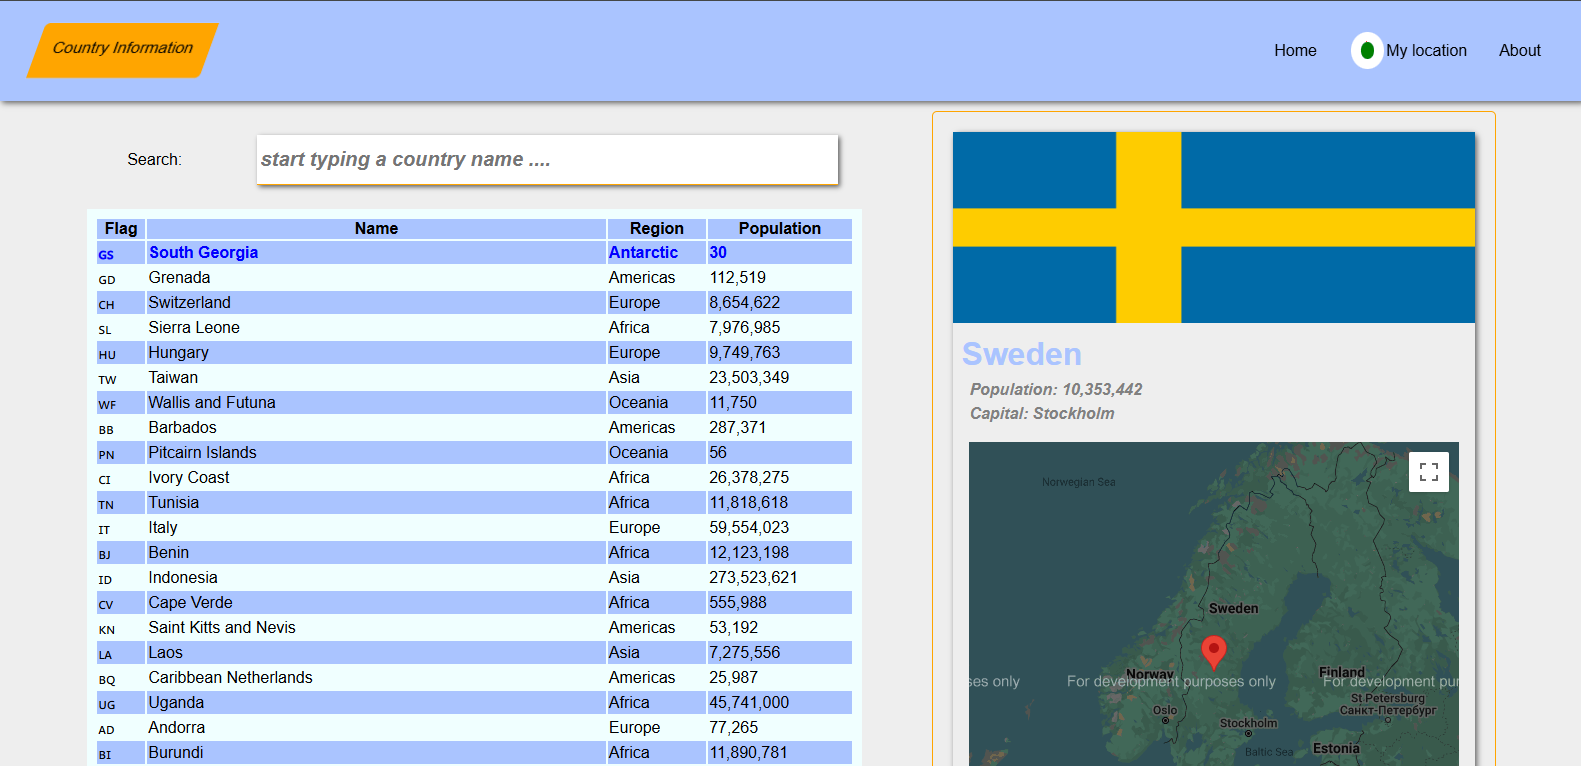 Country Information
Home
My location
About
Search:
start typing a country name ....
Flag Name Region Population
GS South Georgia Antarctic 30
GD Grenada Americas 112,519
CH Switzerland Europe 8,654,622
SL Sierra Leone Africa 7,976,985
HU Hungary Europe 9,749,763
TW Taiwan Asia 23,503,349
WF Wallis and Futuna Oceania 11,750
BB Barbados Americas 287,371
PN Pitcairn Islands Oceania 56
CI Ivory Coast Africa 26,378,275
TN Tunisia Africa 11,818,618
IT Italy Europe 59,554,023
BJ Benin Africa 12,123,198
ID Indonesia Asia 273,523,621
CV Cape Verde Africa 555,988
KN Saint Kitts and Nevis Americas 53,192
LA Laos Asia 7,275,556
BQ Caribbean Netherlands Americas 25,987
UG Uganda Africa 45,741,000
AD Andorra Europe 77,265
BI Burundi Africa 11,890,781
Sweden
Population: 10,353,442
Capital: Stockholm
Norwegian Sea
Sweden
Norway
Finland
ses only
For development purposes only
For development pur
St Petersburg
Санкт-Петербург
Oslo
Stockholm
Baltic Sea
Estonia